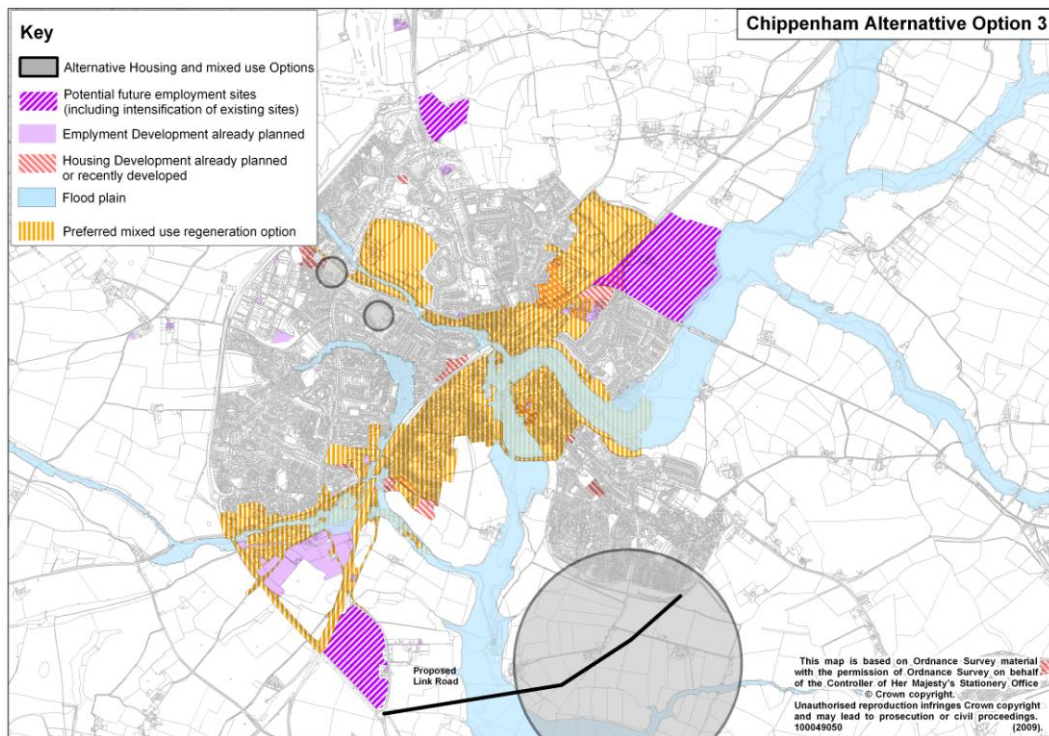 Chippenham Alternattive Option 3
Key
Alternative Housing and mixed use Options
Potential future employment sites
(including intensification of existing sites)
Emplyment Development already planned
Housing Development already planned
or recently developed
Flood plain
Preferred mixed use regeneration option
Proposed
Link Road
This map is based on Ordnance Survey material
with the permission of Ordnance Survey on behalf
of the Controller of Her Majesty's Stationery Office
© Crown copyright.
Unauthorised reproduction infringes Crown copyright
and may lead to prosecution or civil proceedings.
100049050 (2009).